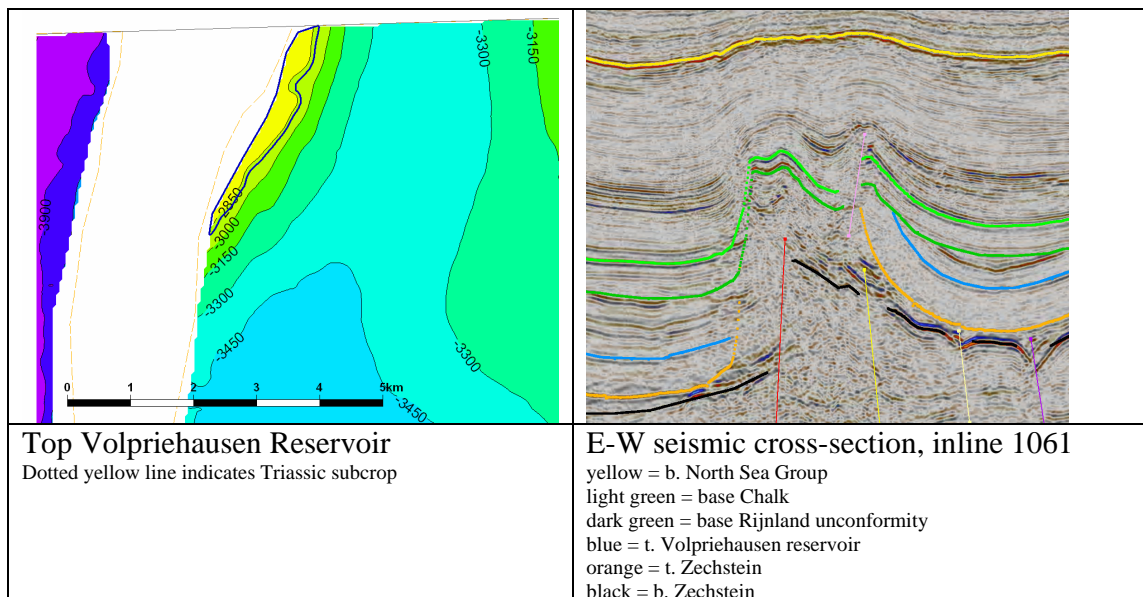 -3300
-3150
-3900
-2850
-3000
-3150
-3300
-3450
-3300
-3450
0 1 2 3 4 5km
Top Volpriehausen Reservoir
Dotted yellow line indicates Triassic subcrop
E-W seismic cross-section, inline 1061
yellow = b. North Sea Group
light green = base Chalk
dark green = base Rijnland unconformity
blue = t. Volpriehausen reservoir
orange = t. Zechstein
black = b. Zechstein